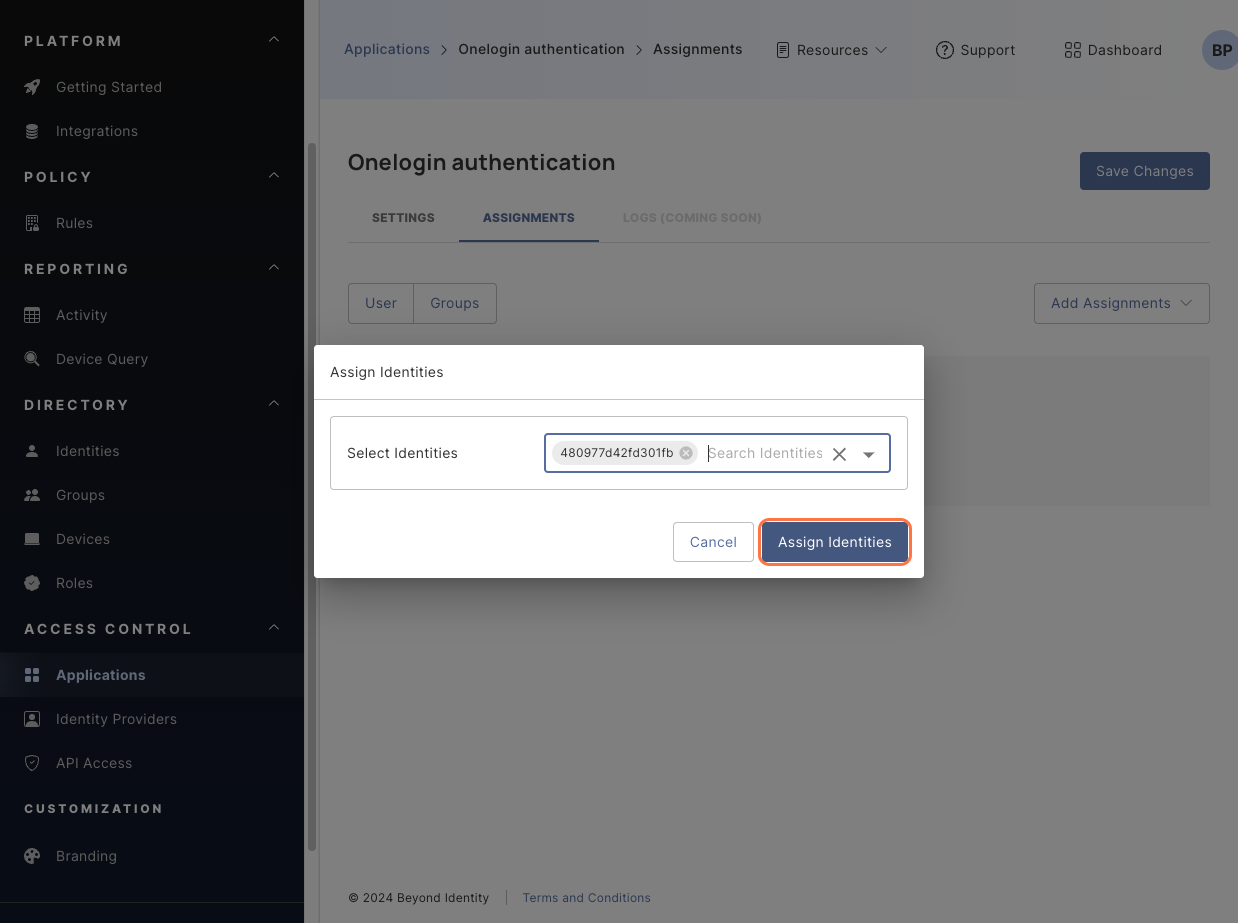 PLATFORM
Getting Started
Integrations
POLICY
Rules
REPORTING
Activity
Device Query
DIRECTORY
Identities
Groups
Devices
Roles
ACCESS CONTROL
Applications
Identity Providers
API Access
CUSTOMIZATION
Branding
Applications > Onelogin authentication > Assignments
Resources
Support
Dashboard
BP
Onelogin authentication
Save Changes
SETTINGS
ASSIGNMENTS
LOGS (COMING SOON)
User
Groups
Add Assignments
Assign Identities
Select Identities
480977d42fd301fb
Search Identities
Cancel
Assign Identities
© 2024 Beyond Identity
Terms and Conditions